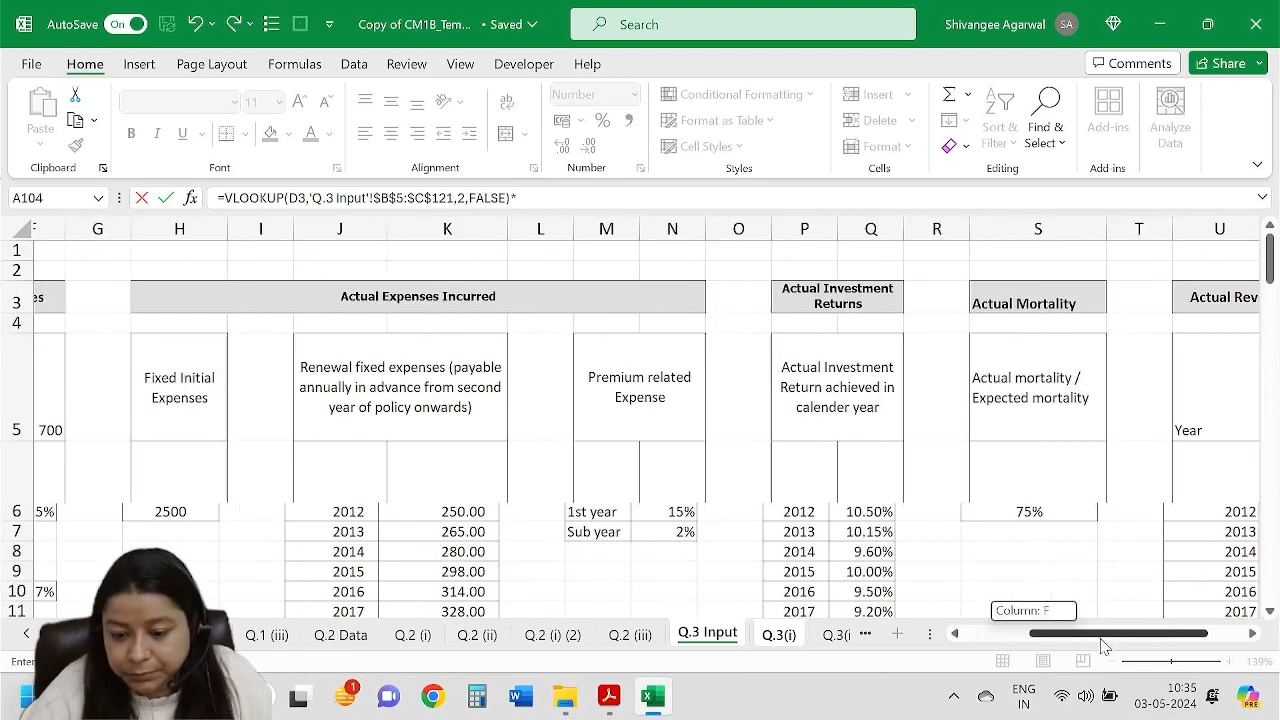 AutoSave On Copy of CM1B_Tem... • Saved Search Shivangee Agarwal SA
File Home Insert Page Layout Formulas Data Review View Developer Help Comments Share
11 Number Conditional Formatting Insert
Paste Format as Table Delete Sort & Filter Find & Select Add-ins Analyze Data
B I U Cell Styles Format
Clipboard Font Alignment Number Styles Cells Editing Add-ins
A104 =VLOOKUP(D3,'Q.3 Input'!$B$5:$C$121,2,FALSE)*
F G H I J K L M N O P Q R S T U
1
2
3 es Actual Expenses Incurred Actual Investment Returns Actual Mortality Actual Rev
4
5 700 Fixed Initial Expenses Renewal fixed expenses (payable annually in advance from second year of policy onwards) Premium related Expense Actual Investment Return achieved in calender year Actual mortality / Expected mortality Year
6 5% 2500 2012 250.00 1st year 15% 2012 10.50% 75% 2012
7 2013 265.00 Sub year 2% 2013 10.15% 2013
8 2014 280.00 2014 9.60% 2014
9 2015 298.00 2015 10.00% 2015
10 7% 2016 314.00 2016 9.50% 2016
11 2017 328.00 2017 9.20% 2017
Column: F
Q.1 (iii) Q.2 Data Q.2 (i) Q.2 (ii) Q.2 (i) (2) Q.2 (iii) Q.3 Input Q.3(i) Q.3(i
Enter 139%
1 ENG IN 10:35 03-05-2024 PRE